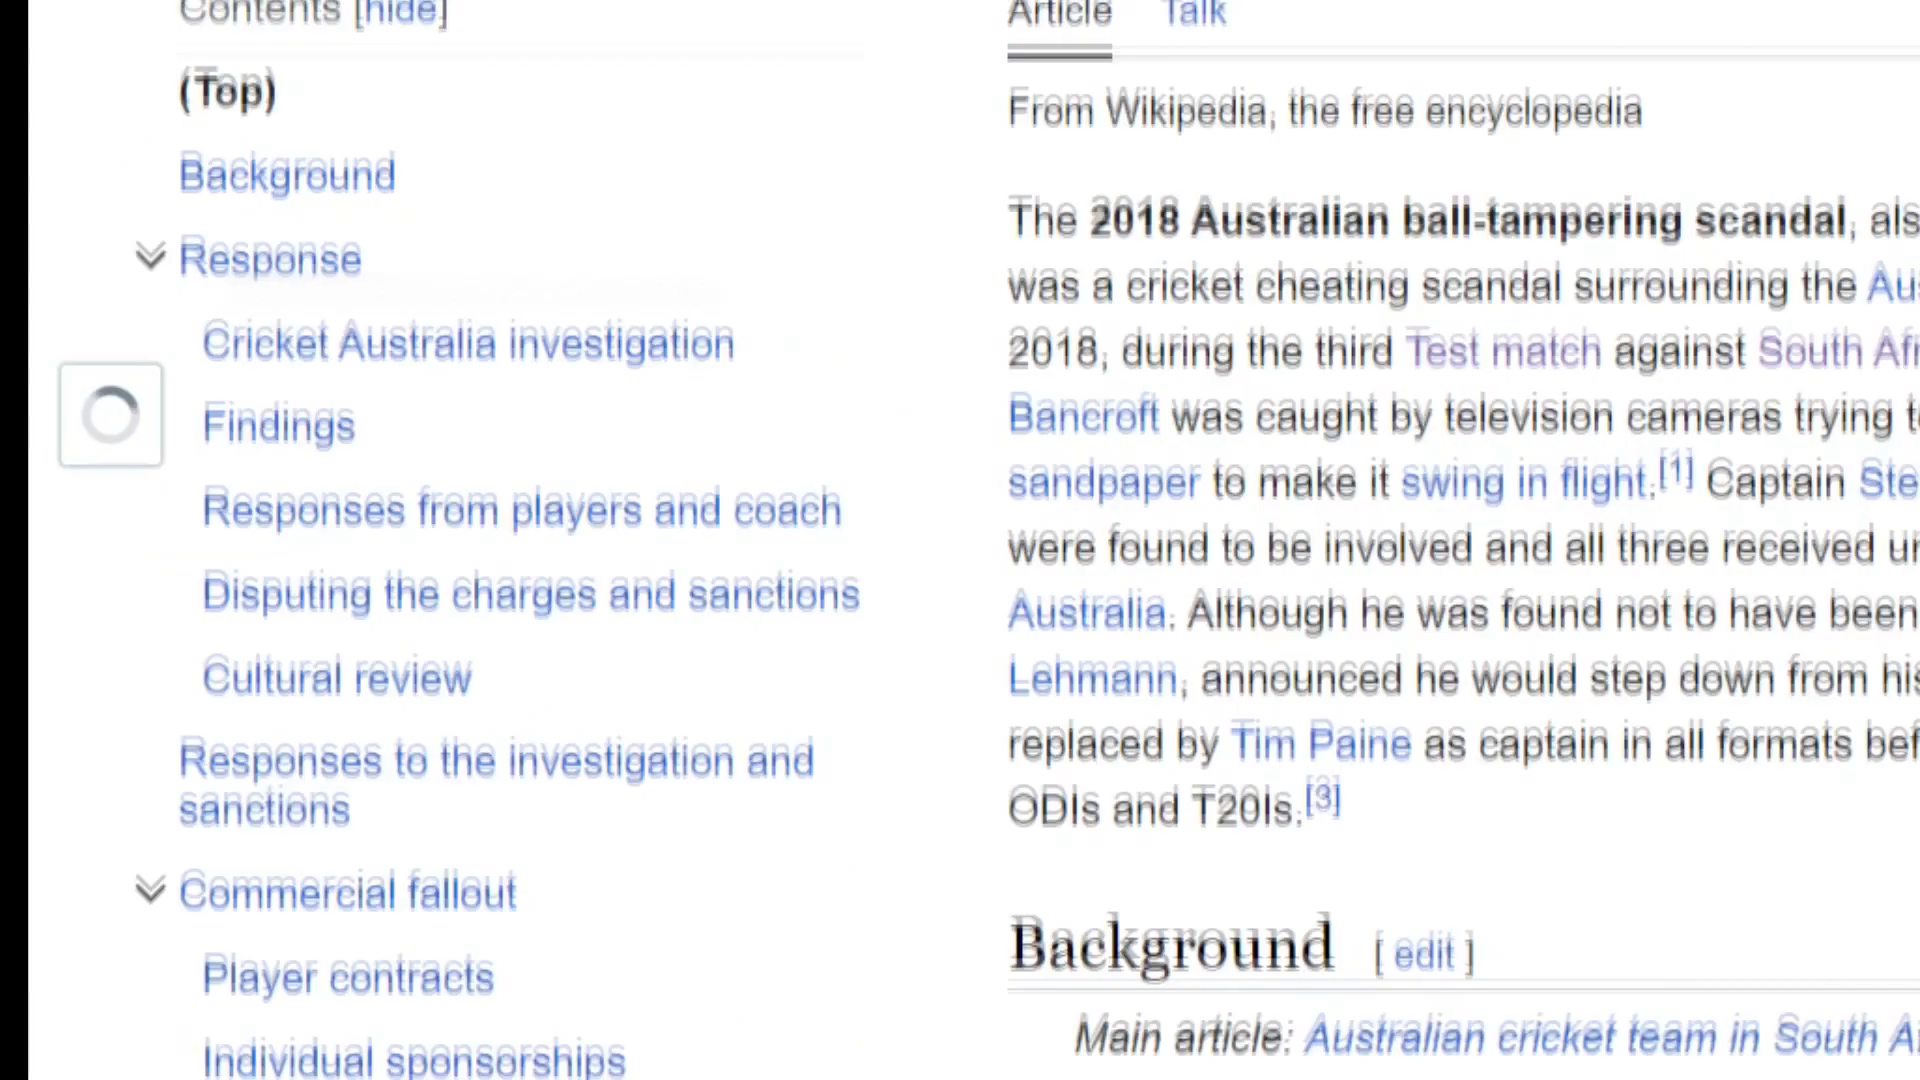 Contents [hide]
(Top)
Background
Response
Cricket Australia investigation
Findings
Responses from players and coach
Disputing the charges and sanctions
Cultural review
Responses to the investigation and
sanctions
Commercial fallout
Player contracts
Individual sponsorships
Article Talk
From Wikipedia, the free encyclopedia
The 2018 Australian ball-tampering scandal, als
was a cricket cheating scandal surrounding the Aus
2018, during the third Test match against South Afr
Bancroft was caught by television cameras trying to
sandpaper to make it swing in flight.[1] Captain Ste
were found to be involved and all three received un
Australia. Although he was found not to have been
Lehmann, announced he would step down from his
replaced by Tim Paine as captain in all formats bef
ODIs and T20Is.[3]
Background [ edit ]
Main article: Australian cricket team in South Af